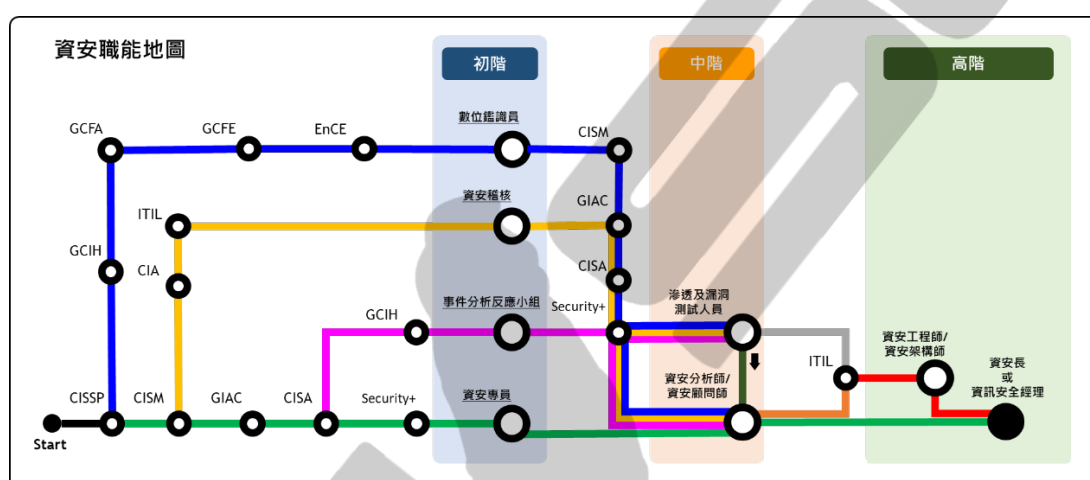 資安職能地圖
初階
中階
高階
GCFA
GCFE
EnCE
數位鑑識員
CISM
ITIL
資安稽核
GIAC
GCIH
CIA
CISA
GCIH
事件分析反應小組
Security+
滲透及漏洞
測試人員
ITIL
資安工程師/
資安架構師
資安長
或
資訊安全經理
CISSP
CISM
GIAC
CISA
Security+
資安專員
資安分析師/
資安顧問師
Start